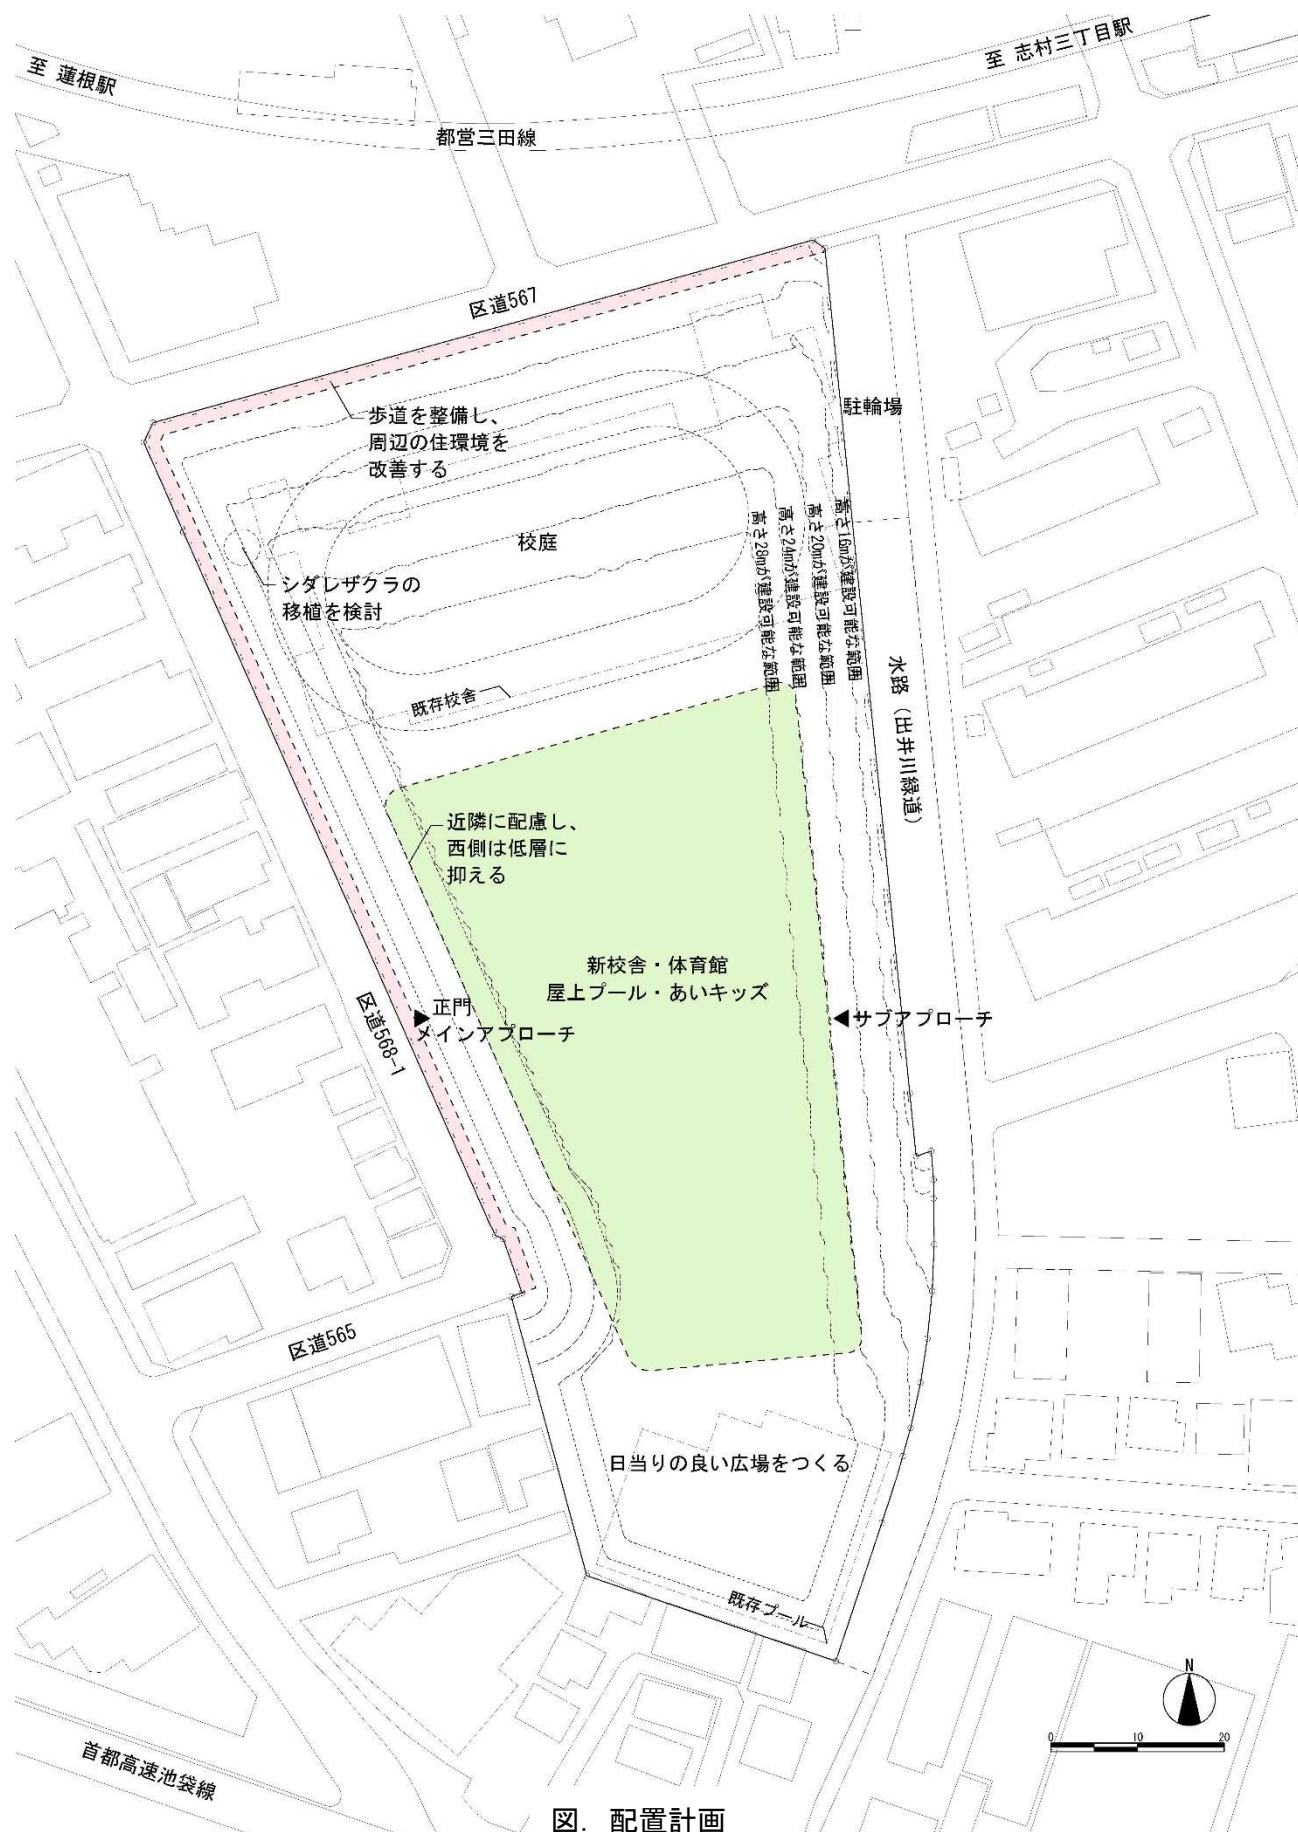 至 蓮根駅
至 志村三丁目駅
都営三田線
区道567
歩道を整備し、
周辺の住環境を
改善する
駐輪場
校庭
シダレザクラの
移植を検討
高さ28mが建設可能な範囲
高さ24mが建設可能な範囲
高さ20mが建設可能な範囲
高さ16mが建設可能な範囲
水路(出井川緑道)
既存校舎
近隣に配慮し、
西側は低層に
抑える
新校舎・体育館
屋上プール・あいキッズ
区道568-1
正門
メインアプローチ
サブアプローチ
区道565
日当りの良い広場をつくる
既存プール
N
0 10 20
首都高速池袋線
図. 配置計画